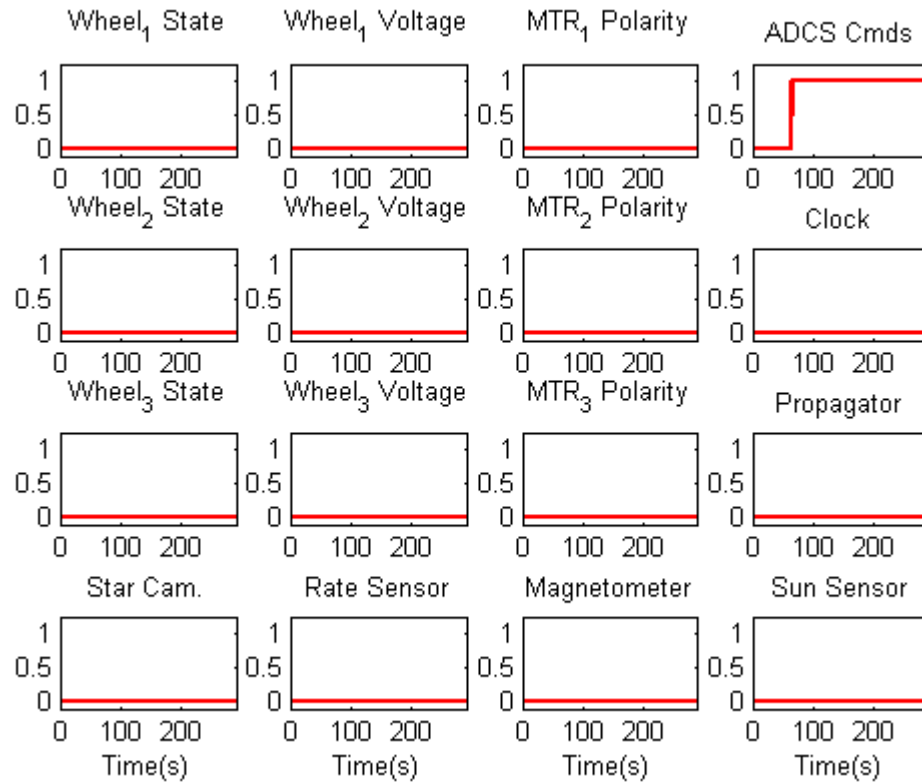 Wheel₁ State Wheel₁ Voltage MTR₁ Polarity ADCS Cmds
1 1 1 1
0.5 0.5 0.5 0.5
0 0 0 0
0 100 200 0 100 200 0 100 200 0 100 200
Wheel₂ State Wheel₂ Voltage MTR₂ Polarity Clock
1 1 1 1
0.5 0.5 0.5 0.5
0 0 0 0
0 100 200 0 100 200 0 100 200 0 100 200
Wheel₃ State Wheel₃ Voltage MTR₃ Polarity Propagator
1 1 1 1
0.5 0.5 0.5 0.5
0 0 0 0
0 100 200 0 100 200 0 100 200 0 100 200
Star Cam. Rate Sensor Magnetometer Sun Sensor
1 1 1 1
0.5 0.5 0.5 0.5
0 0 0 0
0 100 200 0 100 200 0 100 200 0 100 200
Time(s) Time(s) Time(s) Time(s)